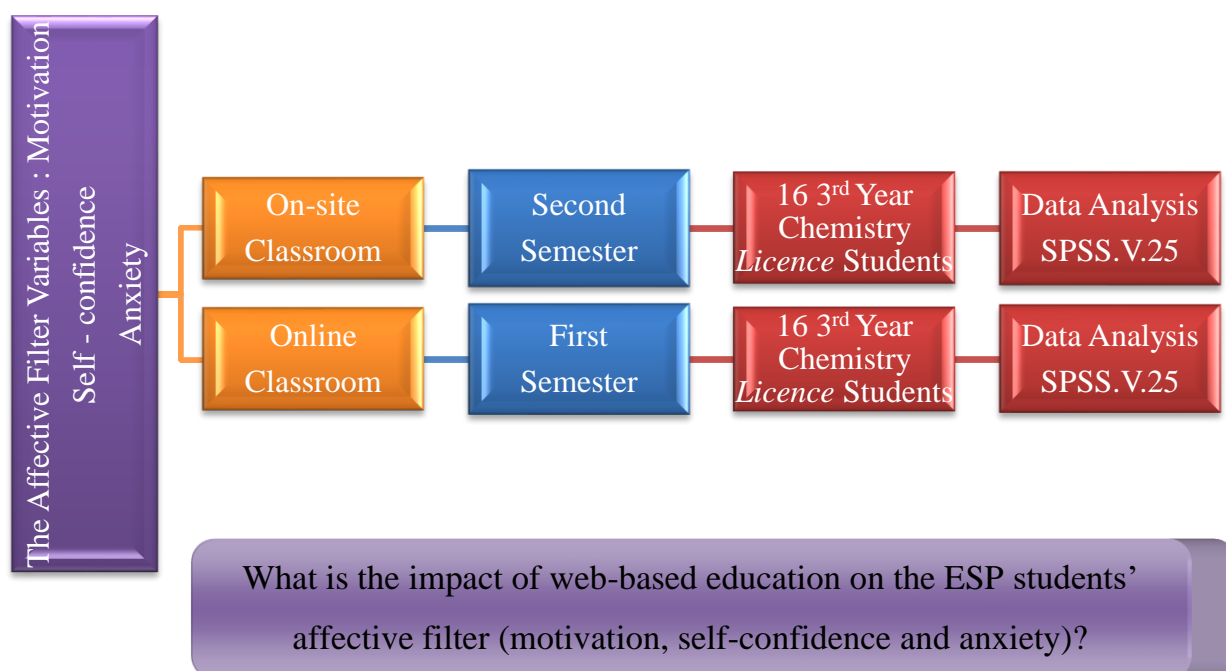 The Affective Filter Variables : Motivation
Self - confidence
Anxiety
On-site
Classroom
Second
Semester
16 3rd Year
Chemistry
Licence Students
Data Analysis
SPSS.V.25
Online
Classroom
First
Semester
16 3rd Year
Chemistry
Licence Students
Data Analysis
SPSS.V.25
What is the impact of web-based education on the ESP students’
affective filter (motivation, self-confidence and anxiety)?